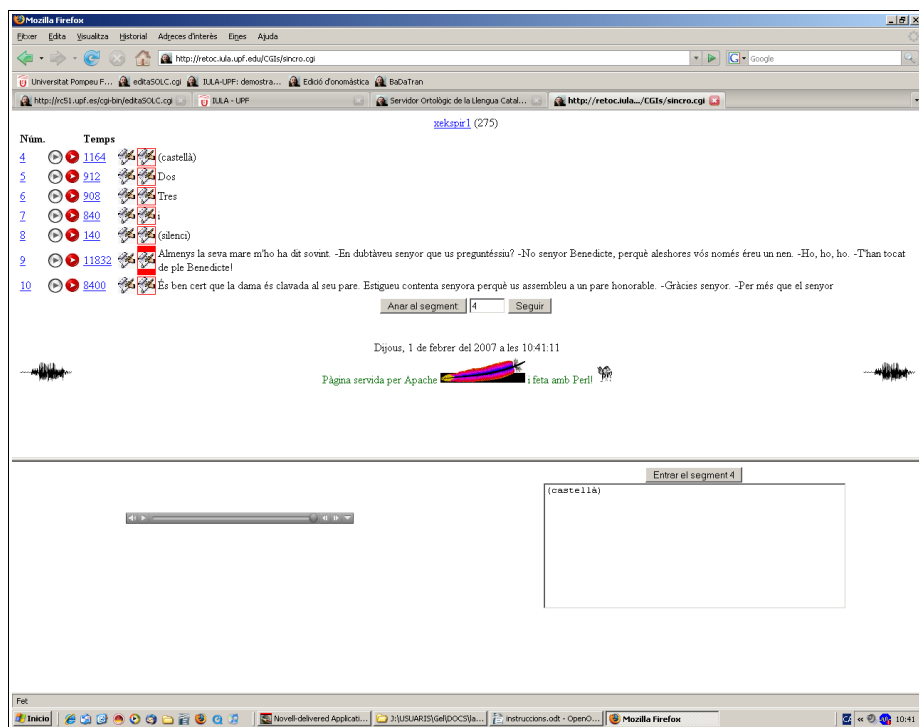 Mozilla Firefox
Fitxer Edita Visualitza Historial Adreces d'interès Eines Ajuda
http://retoc.iula.upf.edu/CGIs/sincro.cgi
Google
Universitat Pompeu F... editaSOLC.cgi IULA-UPF: demostra... Edició d'onomàstica BaDaTran
http://rc51.upf.es/cgi-bin/editaSOLC.cgi IULA - UPF Servidor Ortològic de la Llengua Catal... http://retoc.iula.../CGIs/sincro.cgi
xekspir1 (275)
Núm. Temps
4 1164 (castellà)
5 912 Dos
6 908 Tres
7 840 i
8 140 (silenci)
9 11832 Almenys la seva mare m'ho ha dit sovint. -En dubtàveu senyor que us preguntéssiu? -No senyor Benedicte, perquè aleshores vós només éreu un nen. -Ho, ho, ho. -T'han tocat
de ple Benedicte!
10 8400 És ben cert que la dama és clavada al seu pare. Estigueu contenta senyora perquè us assembleu a un pare honorable. -Gràcies senyor. -Per més que el senyor
Anar al segment: 4 Seguir
Dijous, 1 de febrer del 2007 a les 10:41:11
Pàgina servida per Apache i feta amb Perl!
Entrar el segment 4
(castellà)
Fet
Inicio Novell-delivered Applicati... J:\USUARIS\Gel\DOCS\la... instruccions.odt - OpenO... Mozilla Firefox CA « 10:41